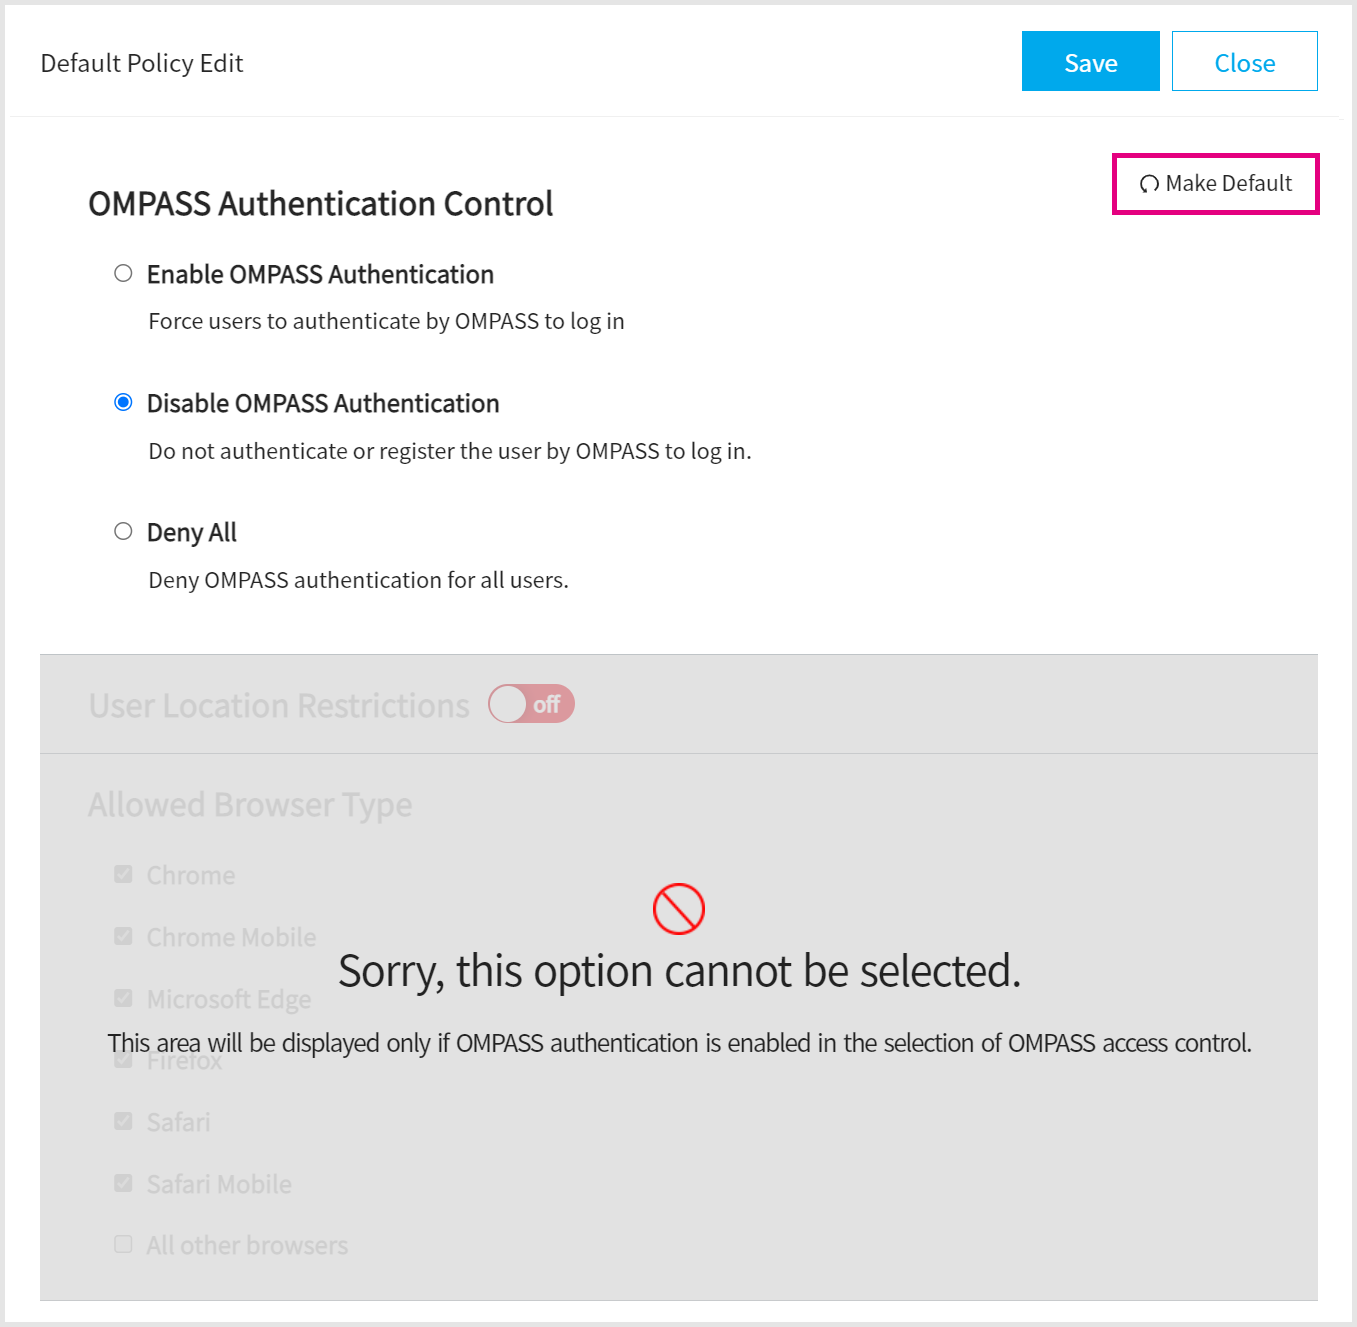 Default Policy Edit
Save
Close
Make Default
OMPASS Authentication Control
Enable OMPASS Authentication
Force users to authenticate by OMPASS to log in
Disable OMPASS Authentication
Do not authenticate or register the user by OMPASS to log in.
Deny All
Deny OMPASS authentication for all users.
User Location Restrictions
off
Allowed Browser Type
Chrome
Chrome Mobile
Sorry, this option cannot be selected.
Microsoft Edge
This area will be displayed only if OMPASS authentication is enabled in the selection of OMPASS access control.
Firefox
Safari
Safari Mobile
All other browsers